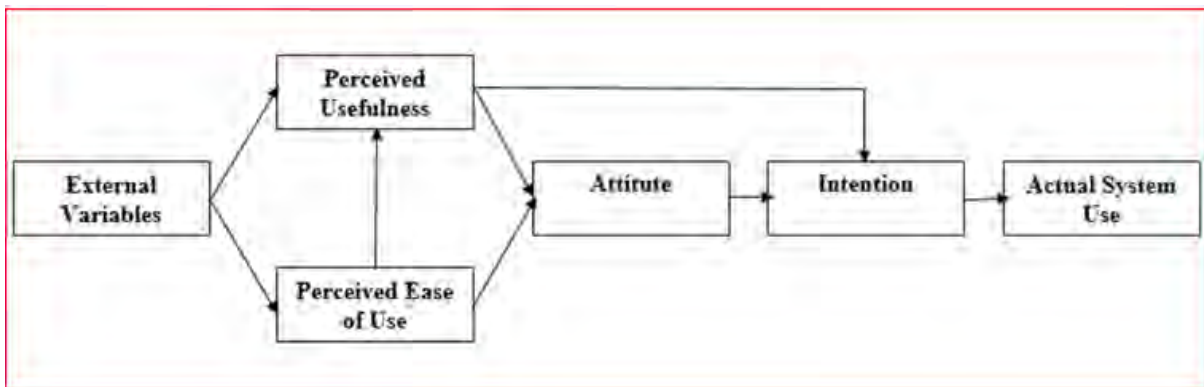 Perceived
Usefulness
External
Variables
Attitute
Intention
Actual System
Use
Perceived Ease
of Use